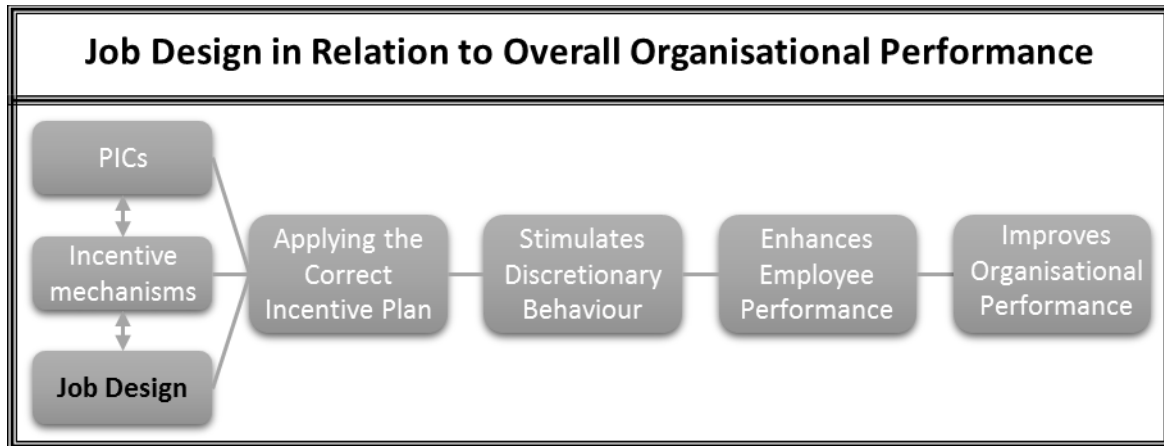 Job Design in Relation to Overall Organisational Performance
PICs
Incentive
mechanisms
Job Design
Applying the
Correct
Incentive Plan
Stimulates
Discretionary
Behaviour
Enhances
Employee
Performance
Improves
Organisational
Performance